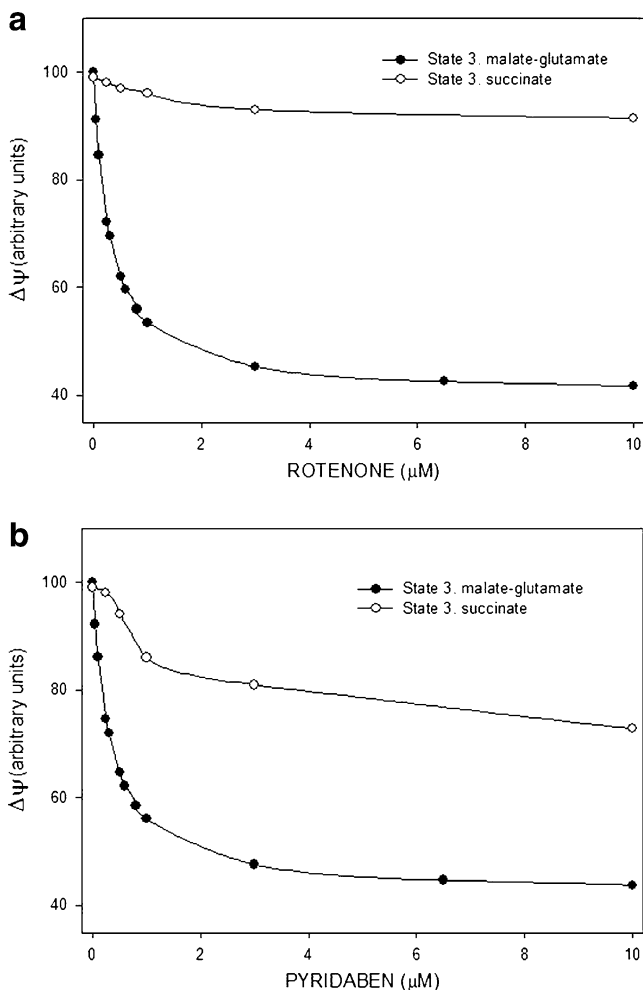 a
State 3. malate-glutamate
State 3. succinate
100
80
60
40
ΔΨ (arbitrary units)
0 2 4 6 8 10
ROTENONE (μM)
b
State 3. malate-glutamate
State 3. succinate
100
80
60
40
ΔΨ (arbitrary units)
0 2 4 6 8 10
PYRIDABEN (μM)